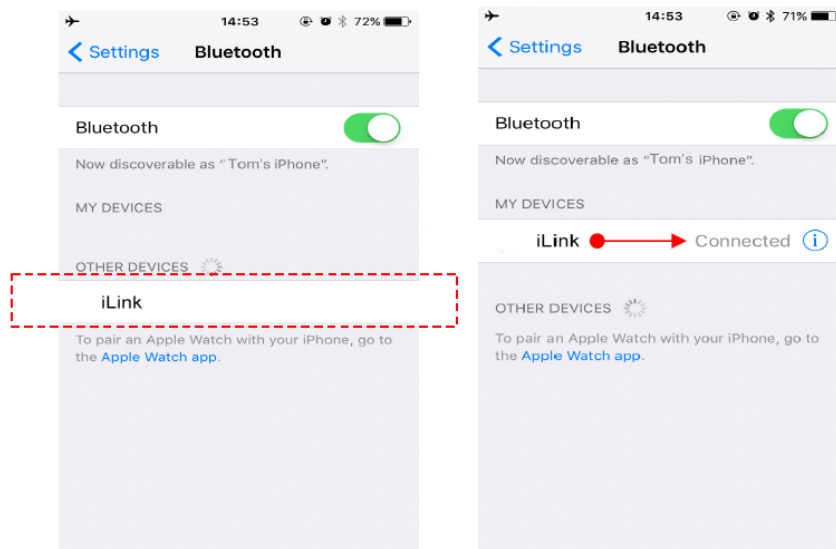 14:53 72%
Settings Bluetooth
Bluetooth
Now discoverable as “Tom's iPhone”.
MY DEVICES
OTHER DEVICES
iLink
To pair an Apple Watch with your iPhone, go to
the Apple Watch app.
14:53 71%
Settings Bluetooth
Bluetooth
Now discoverable as “Tom's iPhone”.
MY DEVICES
iLink Connected i
OTHER DEVICES
To pair an Apple Watch with your iPhone, go to
the Apple Watch app.